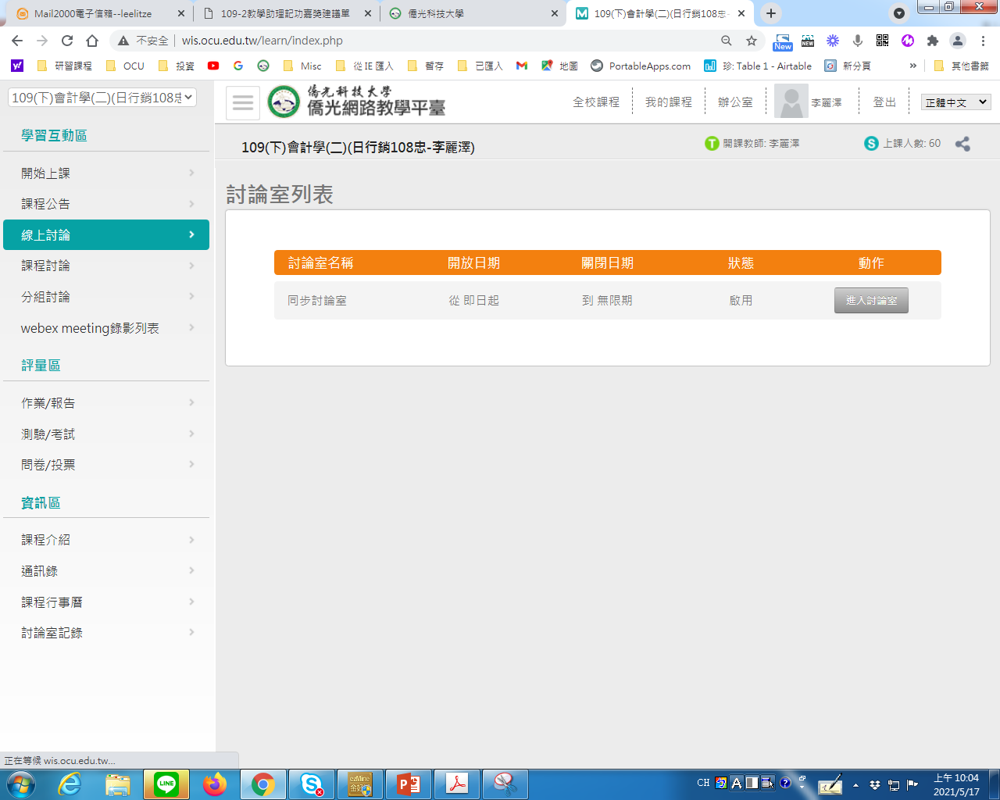 Mail2000電子信箱--leelitze
109-2教學助理記功嘉獎建議單
僑光科技大學
109(下)會計學(二)(日行銷108忠-
不安全
wis.ocu.edu.tw/learn/index.php
New
NEW
研習課程
OCU
投資
Misc
從 IE 匯入
暫存
已匯入
地圖
PortableApps.com
珍: Table 1 - Airtable
新分頁
»
其他書籤
109(下)會計學(二)(日行銷108忠
僑光科技大學
僑光網路教學平臺
全校課程
我的課程
辦公室
李麗澤
登出
正體中文
學習互動區
開始上課
課程公告
線上討論
課程討論
分組討論
webex meeting錄影列表
評量區
作業/報告
測驗/考試
問卷/投票
資訊區
課程介紹
通訊錄
課程行事曆
討論室記錄
109(下)會計學(二)(日行銷108忠-李麗澤)
T 開課教師: 李麗澤
S 上課人數: 60
討論室列表
討論室名稱 開放日期 關閉日期 狀態 動作
同步討論室 從 即日起 到 無限期 啟用 進入討論室
正在等候 wis.ocu.edu.tw...
LINE
ezMine
CH
上午 10:04
2021/5/17